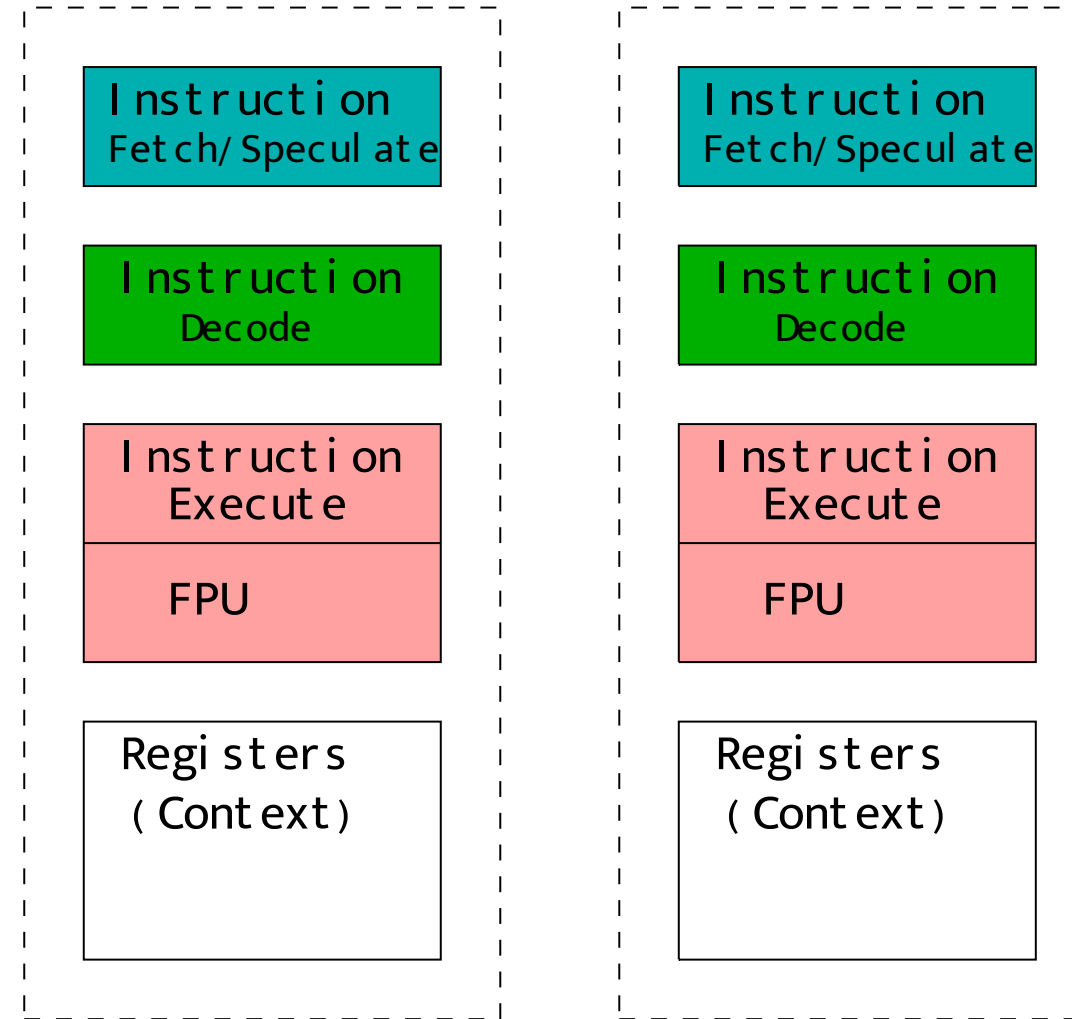 Instruction
Fetch/Speculate
Instruction
Decode
Instruction
Execute
FPU
Registers
(Context)
Instruction
Fetch/Speculate
Instruction
Decode
Instruction
Execute
FPU
Registers
(Context)